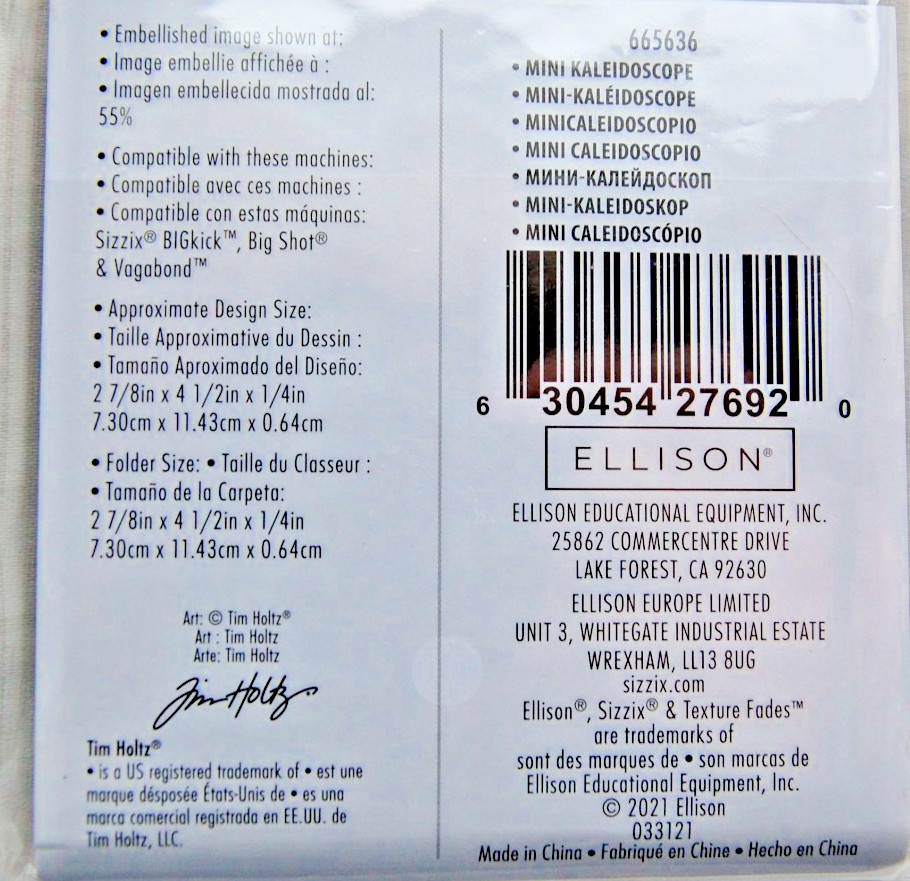 • Embellished image shown at:
• Image embellie affichée à :
• Imagen embellecida mostrada al:
55%
• Compatible with these machines:
• Compatible avec ces machines :
• Compatible con estas máquinas:
Sizzix® BIGkick™, Big Shot®
& Vagabond™
• Approximate Design Size:
• Taille Approximative du Dessin :
• Tamaño Aproximado del Diseño:
2 7/8in x 4 1/2in x 1/4in
7.30cm x 11.43cm x 0.64cm
• Folder Size: • Taille du Classeur :
• Tamaño de la Carpeta:
2 7/8in x 4 1/2in x 1/4in
7.30cm x 11.43cm x 0.64cm
Art: © Tim Holtz®
Art : Tim Holtz
Arte: Tim Holtz
Tim Holtz
Tim Holtz®
• is a US registered trademark of • est une
marque désposée États-Unis de • es una
marca comercial registrada en EE.UU. de
Tim Holtz, LLC.
665636
• MINI KALEIDOSCOPE
• MINI-KALÉIDOSCOPE
• MINICALEIDOSCOPIO
• MINI CALEIDOSCOPIO
• МИНИ-КАЛЕЙДОСКОП
• MINI-KALEIDOSKOP
• MINI CALEIDOSCÓPIO
6 30454 27692 0
ELLISON®
ELLISON EDUCATIONAL EQUIPMENT, INC.
25862 COMMERCENTRE DRIVE
LAKE FOREST, CA 92630
ELLISON EUROPE LIMITED
UNIT 3, WHITEGATE INDUSTRIAL ESTATE
WREXHAM, LL13 8UG
sizzix.com
Ellison®, Sizzix® & Texture Fades™
are trademarks of
sont des marques de • son marcas de
Ellison Educational Equipment, Inc.
© 2021 Ellison
033121
Made in China • Fabriqué en Chine • Hecho en China